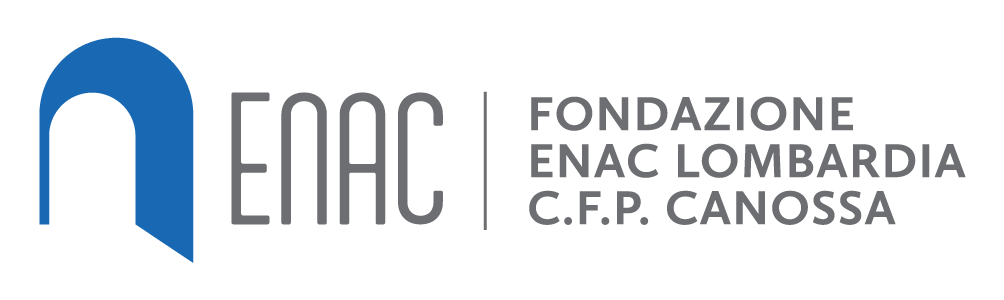 ENAC
FONDAZIONE
ENAC LOMBARDIA
C.F.P. CANOSSA